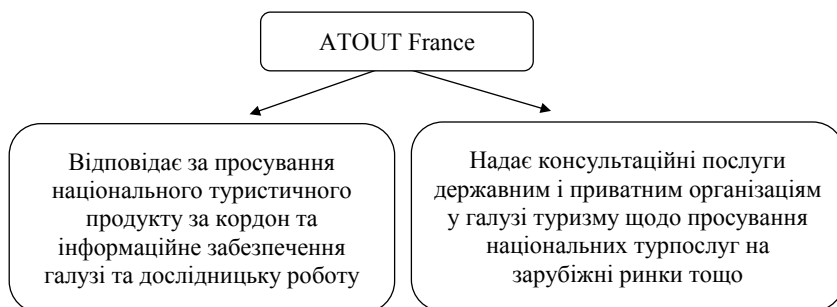 ATOUT France
Відповідає за просування
національного туристичного
продукту за кордон та
інформаційне забезпечення
галузі та дослідницьку роботу
Надає консультаційні послуги
державним і приватним організаціям
у галузі туризму щодо просування
національних турпослуг на
зарубіжні ринки тощо